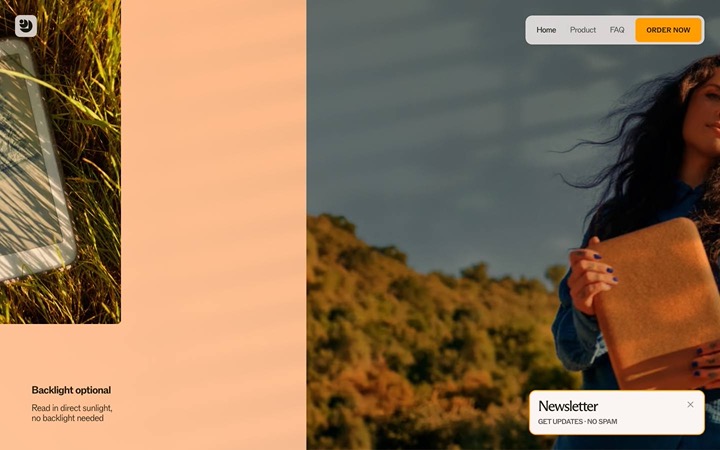 Home
Product
FAQ
ORDER NOW
Backlight optional
Read in direct sunlight,
no backlight needed
Newsletter
GET UPDATES · NO SPAM